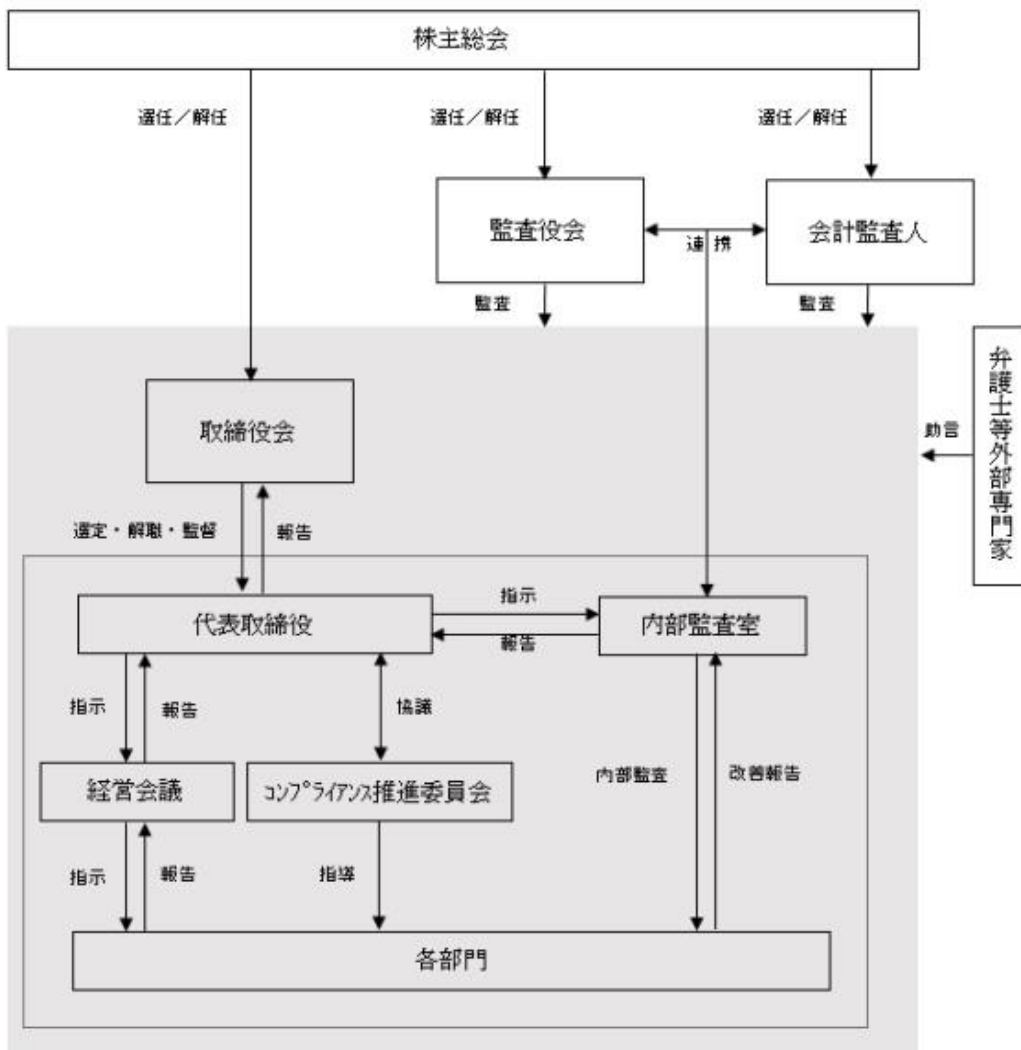 株主総会
選任／解任
選任／解任
選任／解任
監査役会
会計監査人
連携
監査
監査
弁護士等外部専門家
助言
取締役会
選定・解職・監督
報告
代表取締役
指示
報告
内部監査室
指示
報告
協議
経営会議
ｺﾝﾌﾟﾗｲｱﾝｽ推進委員会
内部監査
改善報告
指示
報告
指導
各部門